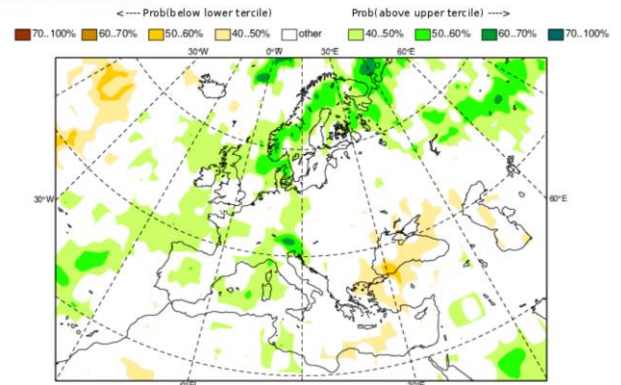 <---- Prob(below lower tercile) Prob(above upper tercile) ---->
70..100% 60..70% 50..60% 40..50% other 40..50% 50..60% 60..70% 70..100%
30°W 0°W 30°E 60°E
30°W 60°E